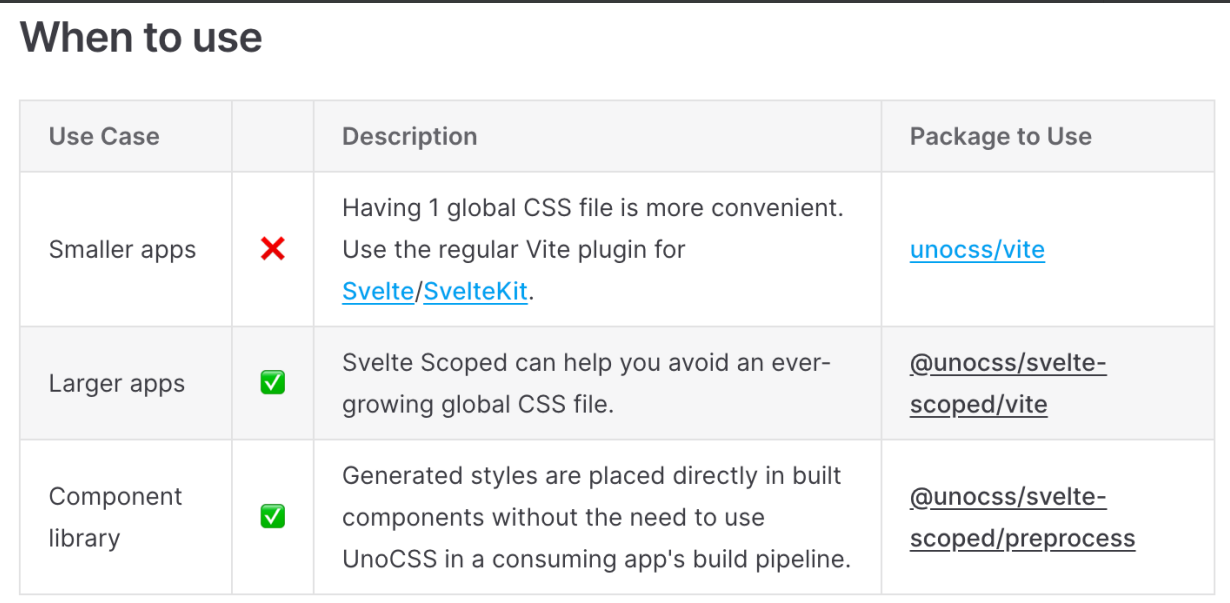 When to use
Use Case
Description
Package to Use
Smaller apps
❌
Having 1 global CSS file is more convenient.
Use the regular Vite plugin for
Svelte/SvelteKit.
unocss/vite
Larger apps
✅
Svelte Scoped can help you avoid an ever-
growing global CSS file.
@unocss/svelte-
scoped/vite
Component
library
✅
Generated styles are placed directly in built
components without the need to use
UnoCSS in a consuming app's build pipeline.
@unocss/svelte-
scoped/preprocess